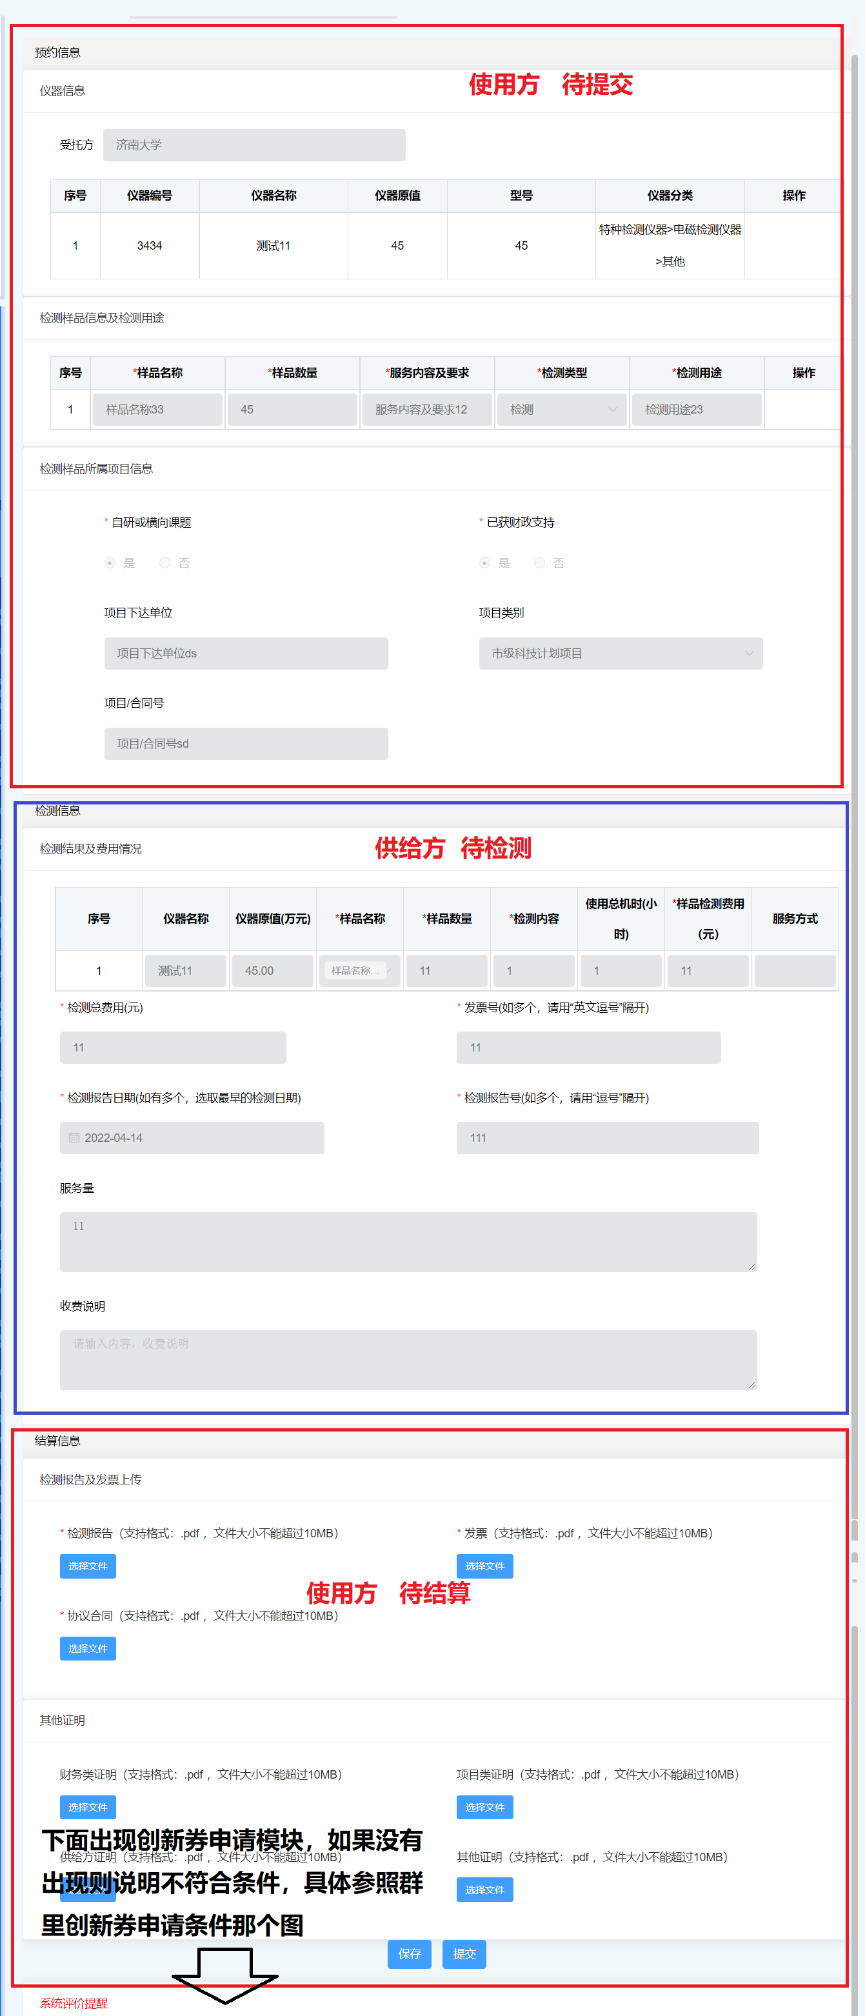 预约信息
使用方 待提交
仪器信息
受托方 济南大学
序号 仪器编号 仪器名称 仪器原值 型号 仪器分类 操作
1 3434 测试11 45 45 特种检测仪器>电磁检测仪器
>其他
检测样品信息及检测用途
序号 *样品名称 *样品数量 *服务内容及要求 *检测类型 *检测用途 操作
1 样品名称33 45 服务内容及要求12 检测 检测用途23
检测样品所属项目信息
* 自研或横向课题 * 已获财政支持
是 否 是 否
项目下达单位 项目类别
项目下达单位ds 市级科技计划项目
项目/合同号
项目/合同号sd
检测信息
检测结果及费用情况
供给方 待检测
序号 仪器名称 仪器原值(万元) *样品名称 *样品数量 *检测内容 使用总机时(小
时) *样品检测费用
(元) 服务方式
1 测试11 45.00 样品名称... 11 1 1 11
* 检测总费用(元) * 发票号(如多个，请用“英文逗号”隔开)
11 11
* 检测报告日期(如有多个，选取最早的检测日期) * 检测报告号(如多个，请用“逗号”隔开)
2022-04-14 111
服务量
11
收费说明
请输入内容，收费说明
结算信息
检测报告及发票上传
* 检测报告（支持格式：.pdf ，文件大小不能超过10MB） * 发票（支持格式：.pdf ，文件大小不能超过10MB）
选择文件 选择文件
使用方 待结算
* 协议合同（支持格式：.pdf ，文件大小不能超过10MB）
选择文件
其他证明
财务类证明（支持格式：.pdf ，文件大小不能超过10MB） 项目类证明（支持格式：.pdf ，文件大小不能超过10MB）
选择文件 选择文件
下面出现创新券申请模块，如果没有
供给方证明（支持格式：.pdf ，文件大小不能超过10MB） 其他证明（支持格式：.pdf ，文件大小不能超过10MB）
出现则说明不符合条件，具体参照群
选择文件
里创新券申请条件那个图
保存 提交
系统评价提醒